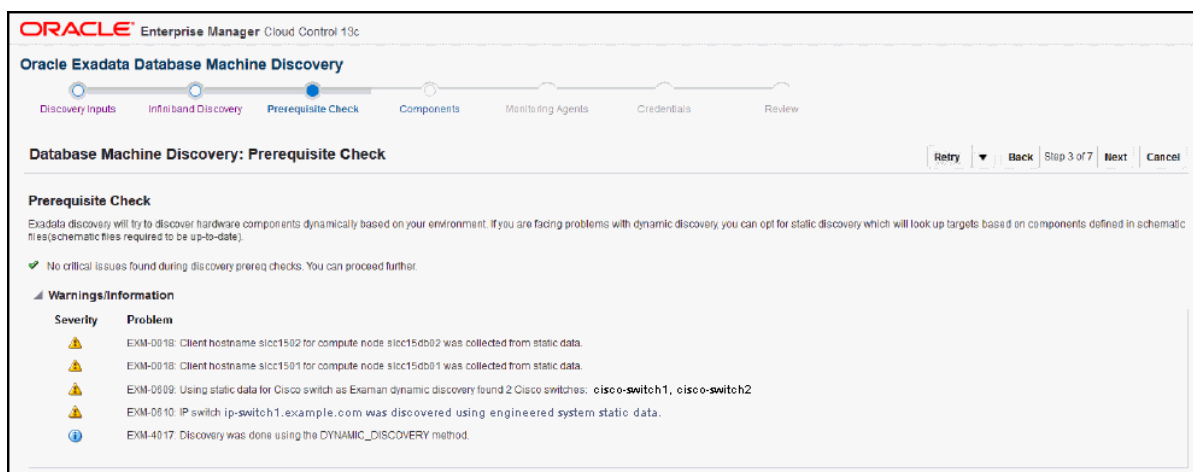 ORACLE® Enterprise Manager Cloud Control 13c
Oracle Exadata Database Machine Discovery
Discovery Inputs Infiniband Discovery Prerequisite Check Components Monitoring Agents Credentials Review
Database Machine Discovery: Prerequisite Check
Retry Back Step 3 of 7 Next Cancel
Prerequisite Check
Exadata discovery will try to discover hardware components dynamically based on your environment. If you are facing problems with dynamic discovery, you can opt for static discovery which will look up targets based on components defined in schematic
files(schematic files required to be up-to-date).
No critical issues found during discovery prereq checks. You can proceed further.
Warnings/Information
Severity Problem
EXM-0018: Client hostname slcc1502 for compute node slcc15db02 was collected from static data.
EXM-0018: Client hostname slcc1501 for compute node slcc15db01 was collected from static data.
EXM-0609: Using static data for Cisco switch as Examan dynamic discovery found 2 Cisco switches: cisco-switch1, cisco-switch2
EXM-0610: IP switch ip-switch1.example.com was discovered using engineered system static data.
EXM-4017: Discovery was done using the DYNAMIC_DISCOVERY method.